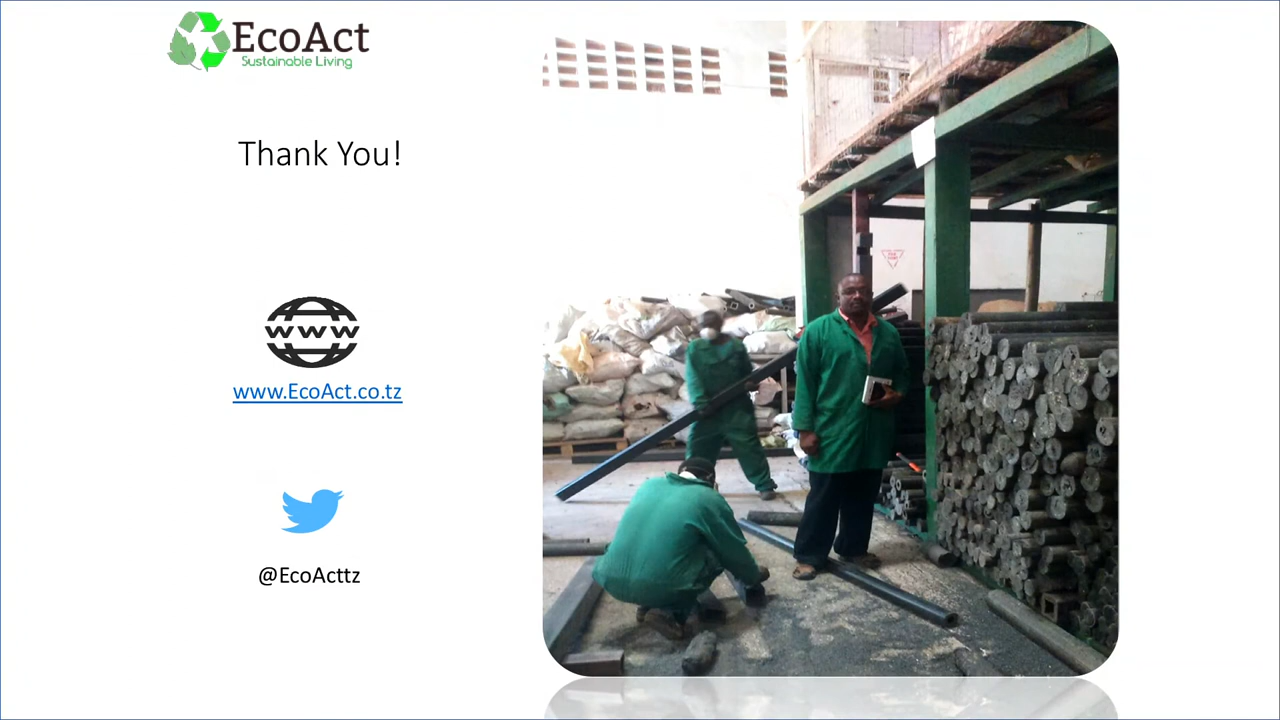 EcoAct
Sustainable Living
Thank You!
www
www.EcoAct.co.tz
@EcoActtz